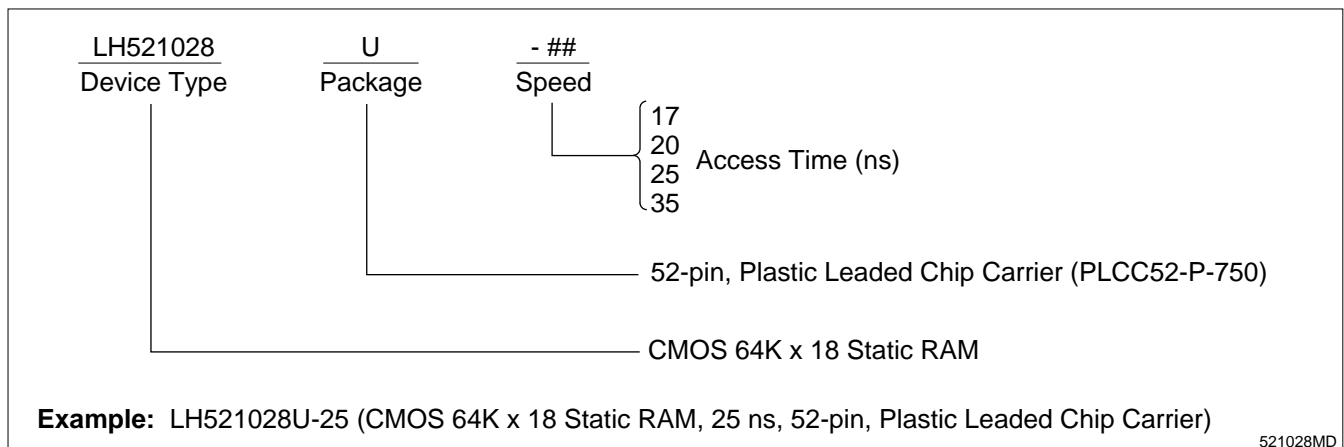 LH521028 U - ##
Device Type Package Speed
17
20
25
35
Access Time (ns)
52-pin, Plastic Leaded Chip Carrier (PLCC52-P-750)
CMOS 64K x 18 Static RAM
Example: LH521028U-25 (CMOS 64K x 18 Static RAM, 25 ns, 52-pin, Plastic Leaded Chip Carrier)
521028MD